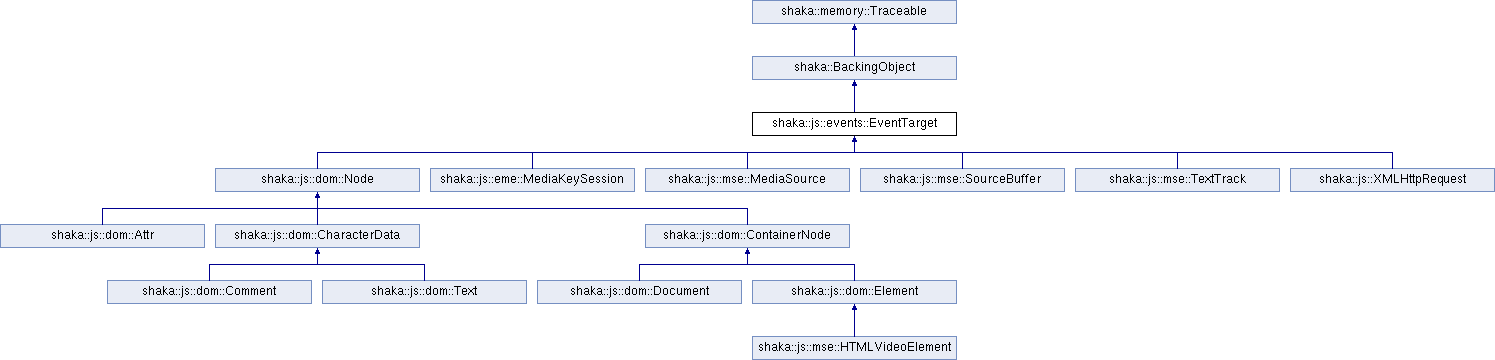 shaka::memory::Traceable
shaka::BackingObject
shaka::js::events::EventTarget
shaka::js::dom::Node
shaka::js::eme::MediaKeySession
shaka::js::mse::MediaSource
shaka::js::mse::SourceBuffer
shaka::js::mse::TextTrack
shaka::js::XMLHttpRequest
shaka::js::dom::Attr
shaka::js::dom::CharacterData
shaka::js::dom::ContainerNode
shaka::js::dom::Comment
shaka::js::dom::Text
shaka::js::dom::Document
shaka::js::dom::Element
shaka::js::mse::HTMLVideoElement